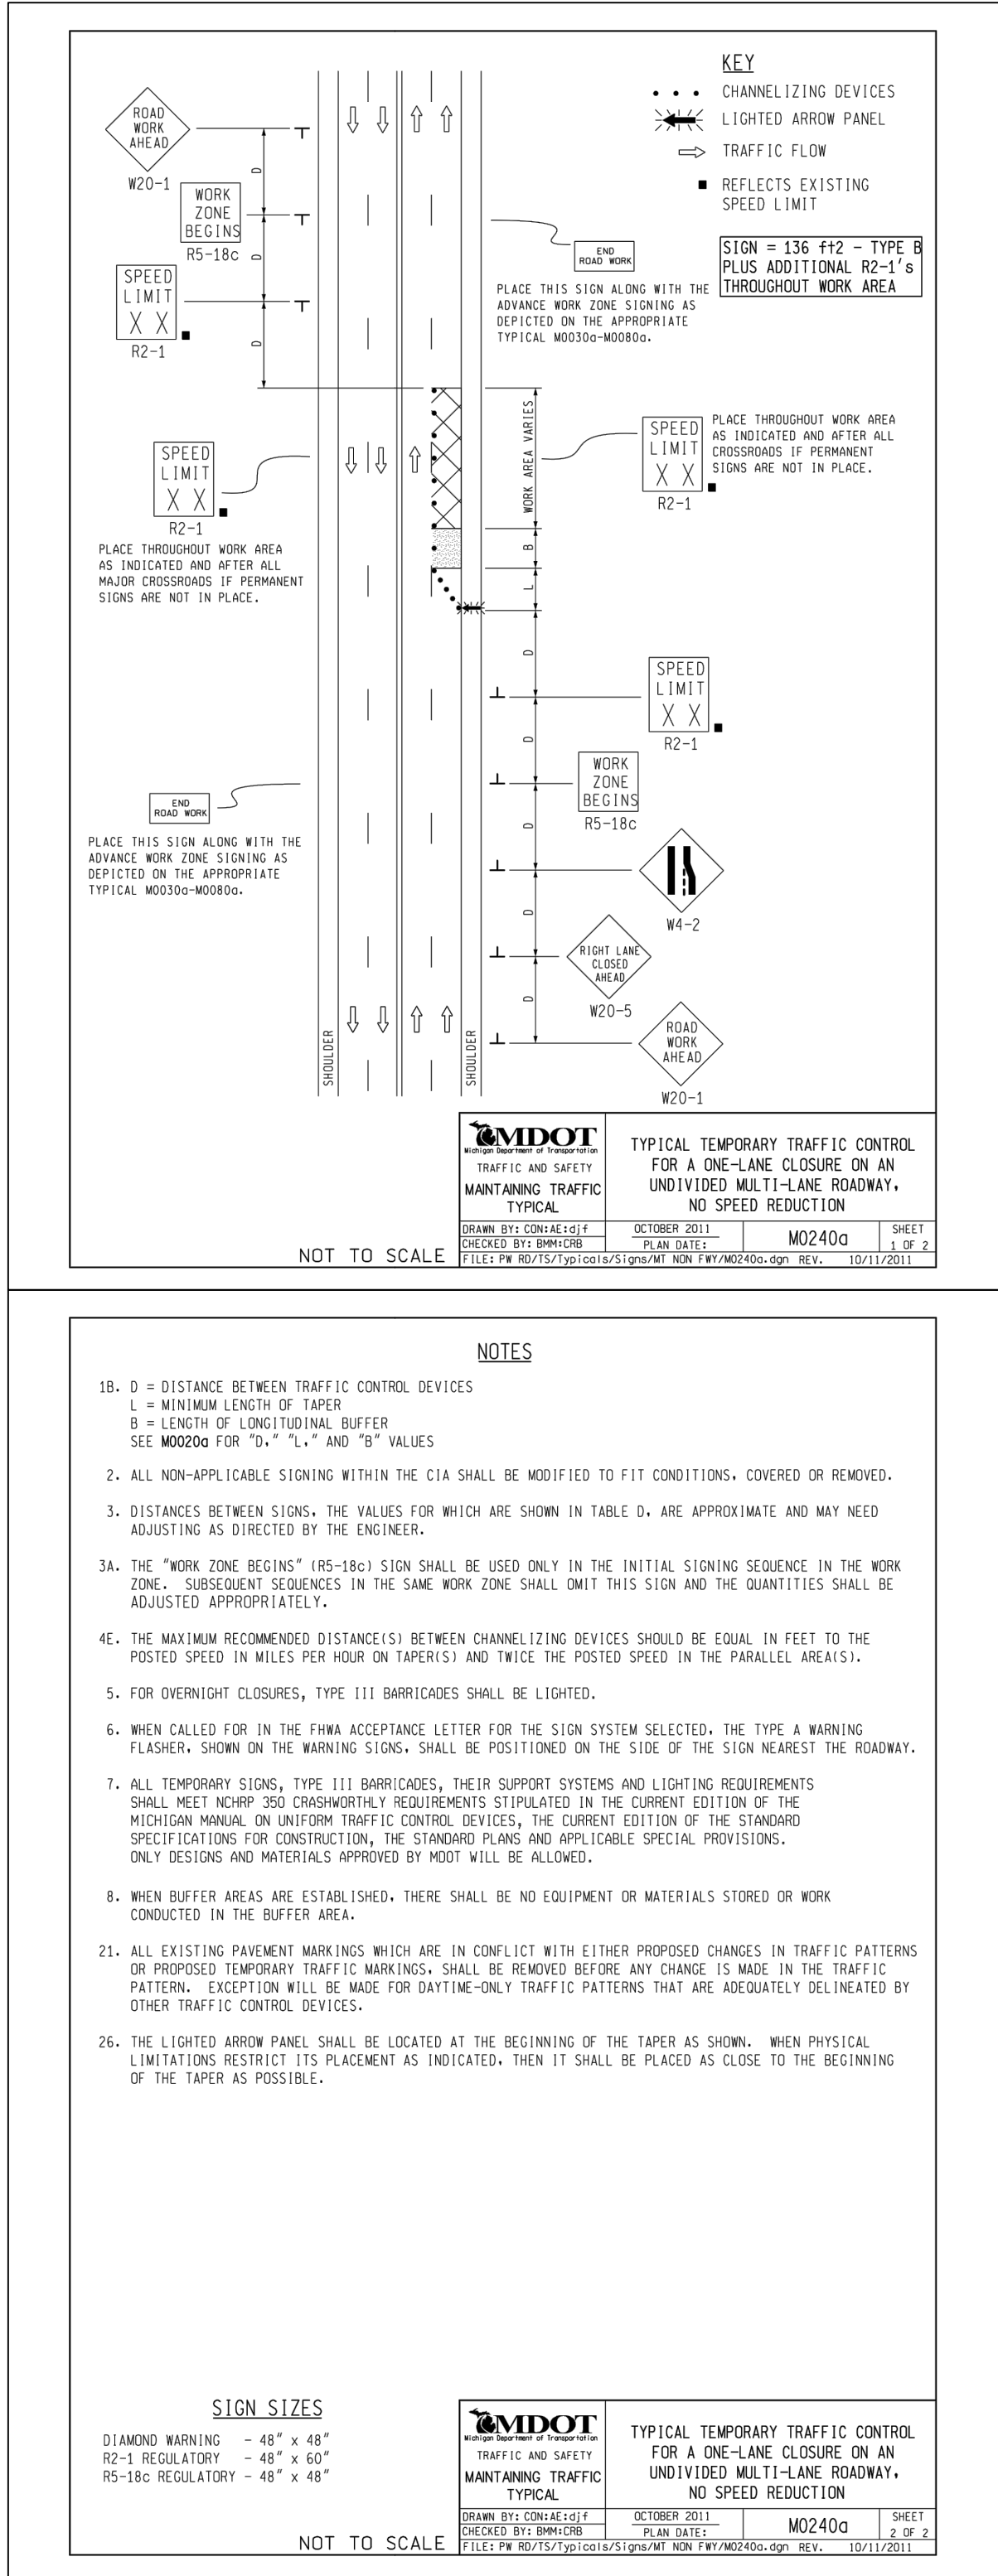 KEY
CHANNELIZING DEVICES
LIGHTED ARROW PANEL
TRAFFIC FLOW
REFLECTS EXISTING
SPEED LIMIT
SIGN = 136 ft2 - TYPE B
PLUS ADDITIONAL R2-1's
THROUGHOUT WORK AREA
ROAD
WORK
AHEAD
W20-1
D
WORK
ZONE
BEGINS
R5-18c
D
SPEED
LIMIT
X X
R2-1
D
END
ROAD WORK
PLACE THIS SIGN ALONG WITH THE
ADVANCE WORK ZONE SIGNING AS
DEPICTED ON THE APPROPRIATE
TYPICAL M0030a-M0080a.
WORK AREA VARIES
SPEED
LIMIT
X X
R2-1
PLACE THROUGHOUT WORK AREA
AS INDICATED AND AFTER ALL
CROSSROADS IF PERMANENT
SIGNS ARE NOT IN PLACE.
SPEED
LIMIT
X X
R2-1
PLACE THROUGHOUT WORK AREA
AS INDICATED AND AFTER ALL
MAJOR CROSSROADS IF PERMANENT
SIGNS ARE NOT IN PLACE.
B
L
D
SPEED
LIMIT
X X
R2-1
D
WORK
ZONE
BEGINS
R5-18c
D
END
ROAD WORK
PLACE THIS SIGN ALONG WITH THE
ADVANCE WORK ZONE SIGNING AS
DEPICTED ON THE APPROPRIATE
TYPICAL M0030a-M0080a.
W4-2
D
RIGHT LANE
CLOSED
AHEAD
W20-5
D
ROAD
WORK
AHEAD
W20-1
SHOULDER
SHOULDER
NOT TO SCALE
MDOT
Michigan Department of Transportation
TRAFFIC AND SAFETY
MAINTAINING TRAFFIC
TYPICAL
TYPICAL TEMPORARY TRAFFIC CONTROL
FOR A ONE-LANE CLOSURE ON AN
UNDIVIDED MULTI-LANE ROADWAY,
NO SPEED REDUCTION
DRAWN BY: CON:AE:djf
CHECKED BY: BMM:CRB
OCTOBER 2011
PLAN DATE:
M0240a
SHEET
1 OF 2
FILE: PW RD/TS/Typicals/Signs/MT NON FWY/M0240a.dgn REV. 10/11/2011
NOTES
1B. D = DISTANCE BETWEEN TRAFFIC CONTROL DEVICES
L = MINIMUM LENGTH OF TAPER
B = LENGTH OF LONGITUDINAL BUFFER
SEE M0020a FOR "D," "L," AND "B" VALUES
2. ALL NON-APPLICABLE SIGNING WITHIN THE CIA SHALL BE MODIFIED TO FIT CONDITIONS, COVERED OR REMOVED.
3. DISTANCES BETWEEN SIGNS, THE VALUES FOR WHICH ARE SHOWN IN TABLE D, ARE APPROXIMATE AND MAY NEED
ADJUSTING AS DIRECTED BY THE ENGINEER.
3A. THE "WORK ZONE BEGINS" (R5-18c) SIGN SHALL BE USED ONLY IN THE INITIAL SIGNING SEQUENCE IN THE WORK
ZONE. SUBSEQUENT SEQUENCES IN THE SAME WORK ZONE SHALL OMIT THIS SIGN AND THE QUANTITIES SHALL BE
ADJUSTED APPROPRIATELY.
4E. THE MAXIMUM RECOMMENDED DISTANCE(S) BETWEEN CHANNELIZING DEVICES SHOULD BE EQUAL IN FEET TO THE
POSTED SPEED IN MILES PER HOUR ON TAPER(S) AND TWICE THE POSTED SPEED IN THE PARALLEL AREA(S).
5. FOR OVERNIGHT CLOSURES, TYPE III BARRICADES SHALL BE LIGHTED.
6. WHEN CALLED FOR IN THE FHWA ACCEPTANCE LETTER FOR THE SIGN SYSTEM SELECTED, THE TYPE A WARNING
FLASHER, SHOWN ON THE WARNING SIGNS, SHALL BE POSITIONED ON THE SIDE OF THE SIGN NEAREST THE ROADWAY.
7. ALL TEMPORARY SIGNS, TYPE III BARRICADES, THEIR SUPPORT SYSTEMS AND LIGHTING REQUIREMENTS
SHALL MEET NCHRP 350 CRASHWORTHLY REQUIREMENTS STIPULATED IN THE CURRENT EDITION OF THE
MICHIGAN MANUAL ON UNIFORM TRAFFIC CONTROL DEVICES, THE CURRENT EDITION OF THE STANDARD
SPECIFICATIONS FOR CONSTRUCTION, THE STANDARD PLANS AND APPLICABLE SPECIAL PROVISIONS.
ONLY DESIGNS AND MATERIALS APPROVED BY MDOT WILL BE ALLOWED.
8. WHEN BUFFER AREAS ARE ESTABLISHED, THERE SHALL BE NO EQUIPMENT OR MATERIALS STORED OR WORK
CONDUCTED IN THE BUFFER AREA.
21. ALL EXISTING PAVEMENT MARKINGS WHICH ARE IN CONFLICT WITH EITHER PROPOSED CHANGES IN TRAFFIC PATTERNS
OR PROPOSED TEMPORARY TRAFFIC MARKINGS, SHALL BE REMOVED BEFORE ANY CHANGE IS MADE IN THE TRAFFIC
PATTERN. EXCEPTION WILL BE MADE FOR DAYTIME-ONLY TRAFFIC PATTERNS THAT ARE ADEQUATELY DELINEATED BY
OTHER TRAFFIC CONTROL DEVICES.
26. THE LIGHTED ARROW PANEL SHALL BE LOCATED AT THE BEGINNING OF THE TAPER AS SHOWN. WHEN PHYSICAL
LIMITATIONS RESTRICT ITS PLACEMENT AS INDICATED, THEN IT SHALL BE PLACED AS CLOSE TO THE BEGINNING
OF THE TAPER AS POSSIBLE.
SIGN SIZES
DIAMOND WARNING - 48" x 48"
R2-1 REGULATORY - 48" x 60"
R5-18c REGULATORY - 48" x 48"
NOT TO SCALE
MDOT
Michigan Department of Transportation
TRAFFIC AND SAFETY
MAINTAINING TRAFFIC
TYPICAL
TYPICAL TEMPORARY TRAFFIC CONTROL
FOR A ONE-LANE CLOSURE ON AN
UNDIVIDED MULTI-LANE ROADWAY,
NO SPEED REDUCTION
DRAWN BY: CON:AE:djf
CHECKED BY: BMM:CRB
OCTOBER 2011
PLAN DATE:
M0240a
SHEET
2 OF 2
FILE: PW RD/TS/Typicals/Signs/MT NON FWY/M0240a.dgn REV. 10/11/2011